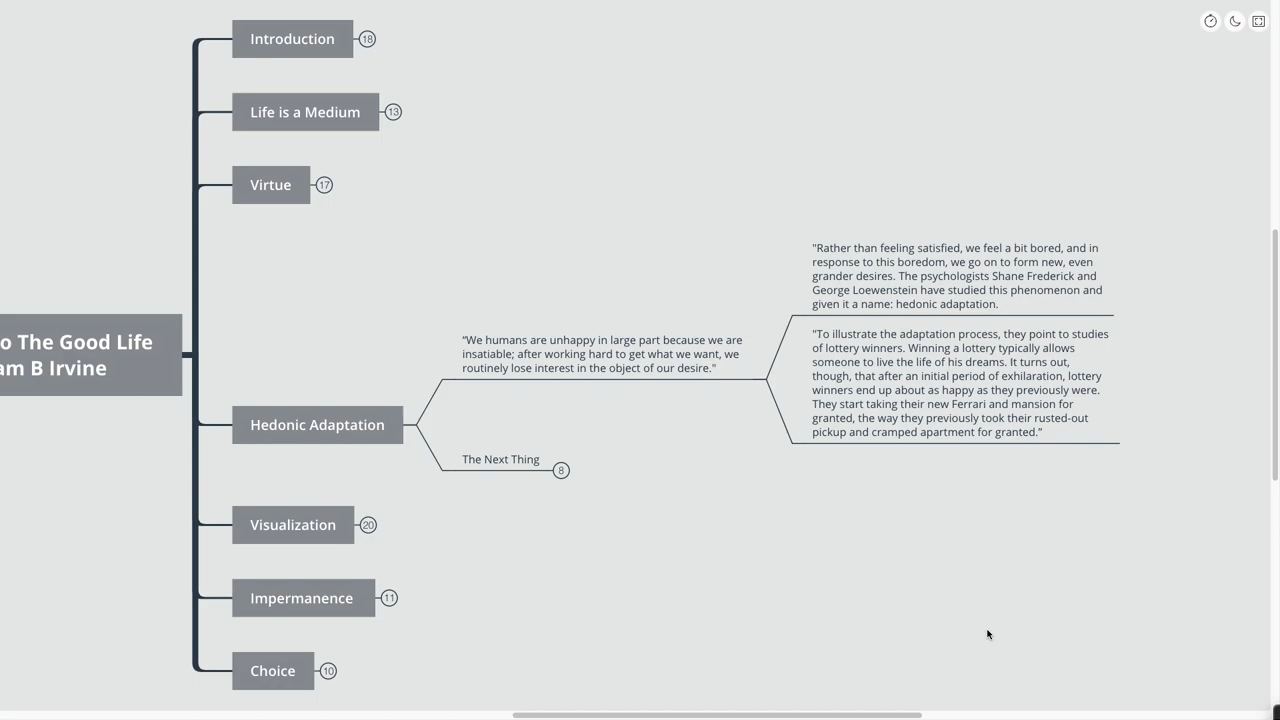 Introduction
18
Life is a Medium
13
Virtue
17
"Rather than feeling satisfied, we feel a bit bored, and in
response to this boredom, we go on to form new, even
grander desires. The psychologists Shane Frederick and
George Loewenstein have studied this phenomenon and
given it a name: hedonic adaptation.
"To illustrate the adaptation process, they point to studies
of lottery winners. Winning a lottery typically allows
someone to live the life of his dreams. It turns out,
though, that after an initial period of exhilaration, lottery
winners end up about as happy as they previously were.
They start taking their new Ferrari and mansion for
granted, the way they previously took their rusted-out
pickup and cramped apartment for granted.”
“We humans are unhappy in large part because we are
insatiable; after working hard to get what we want, we
routinely lose interest in the object of our desire."
o The Good Life
am B Irvine
Hedonic Adaptation
The Next Thing
8
Visualization
20
Impermanence
11
Choice
10